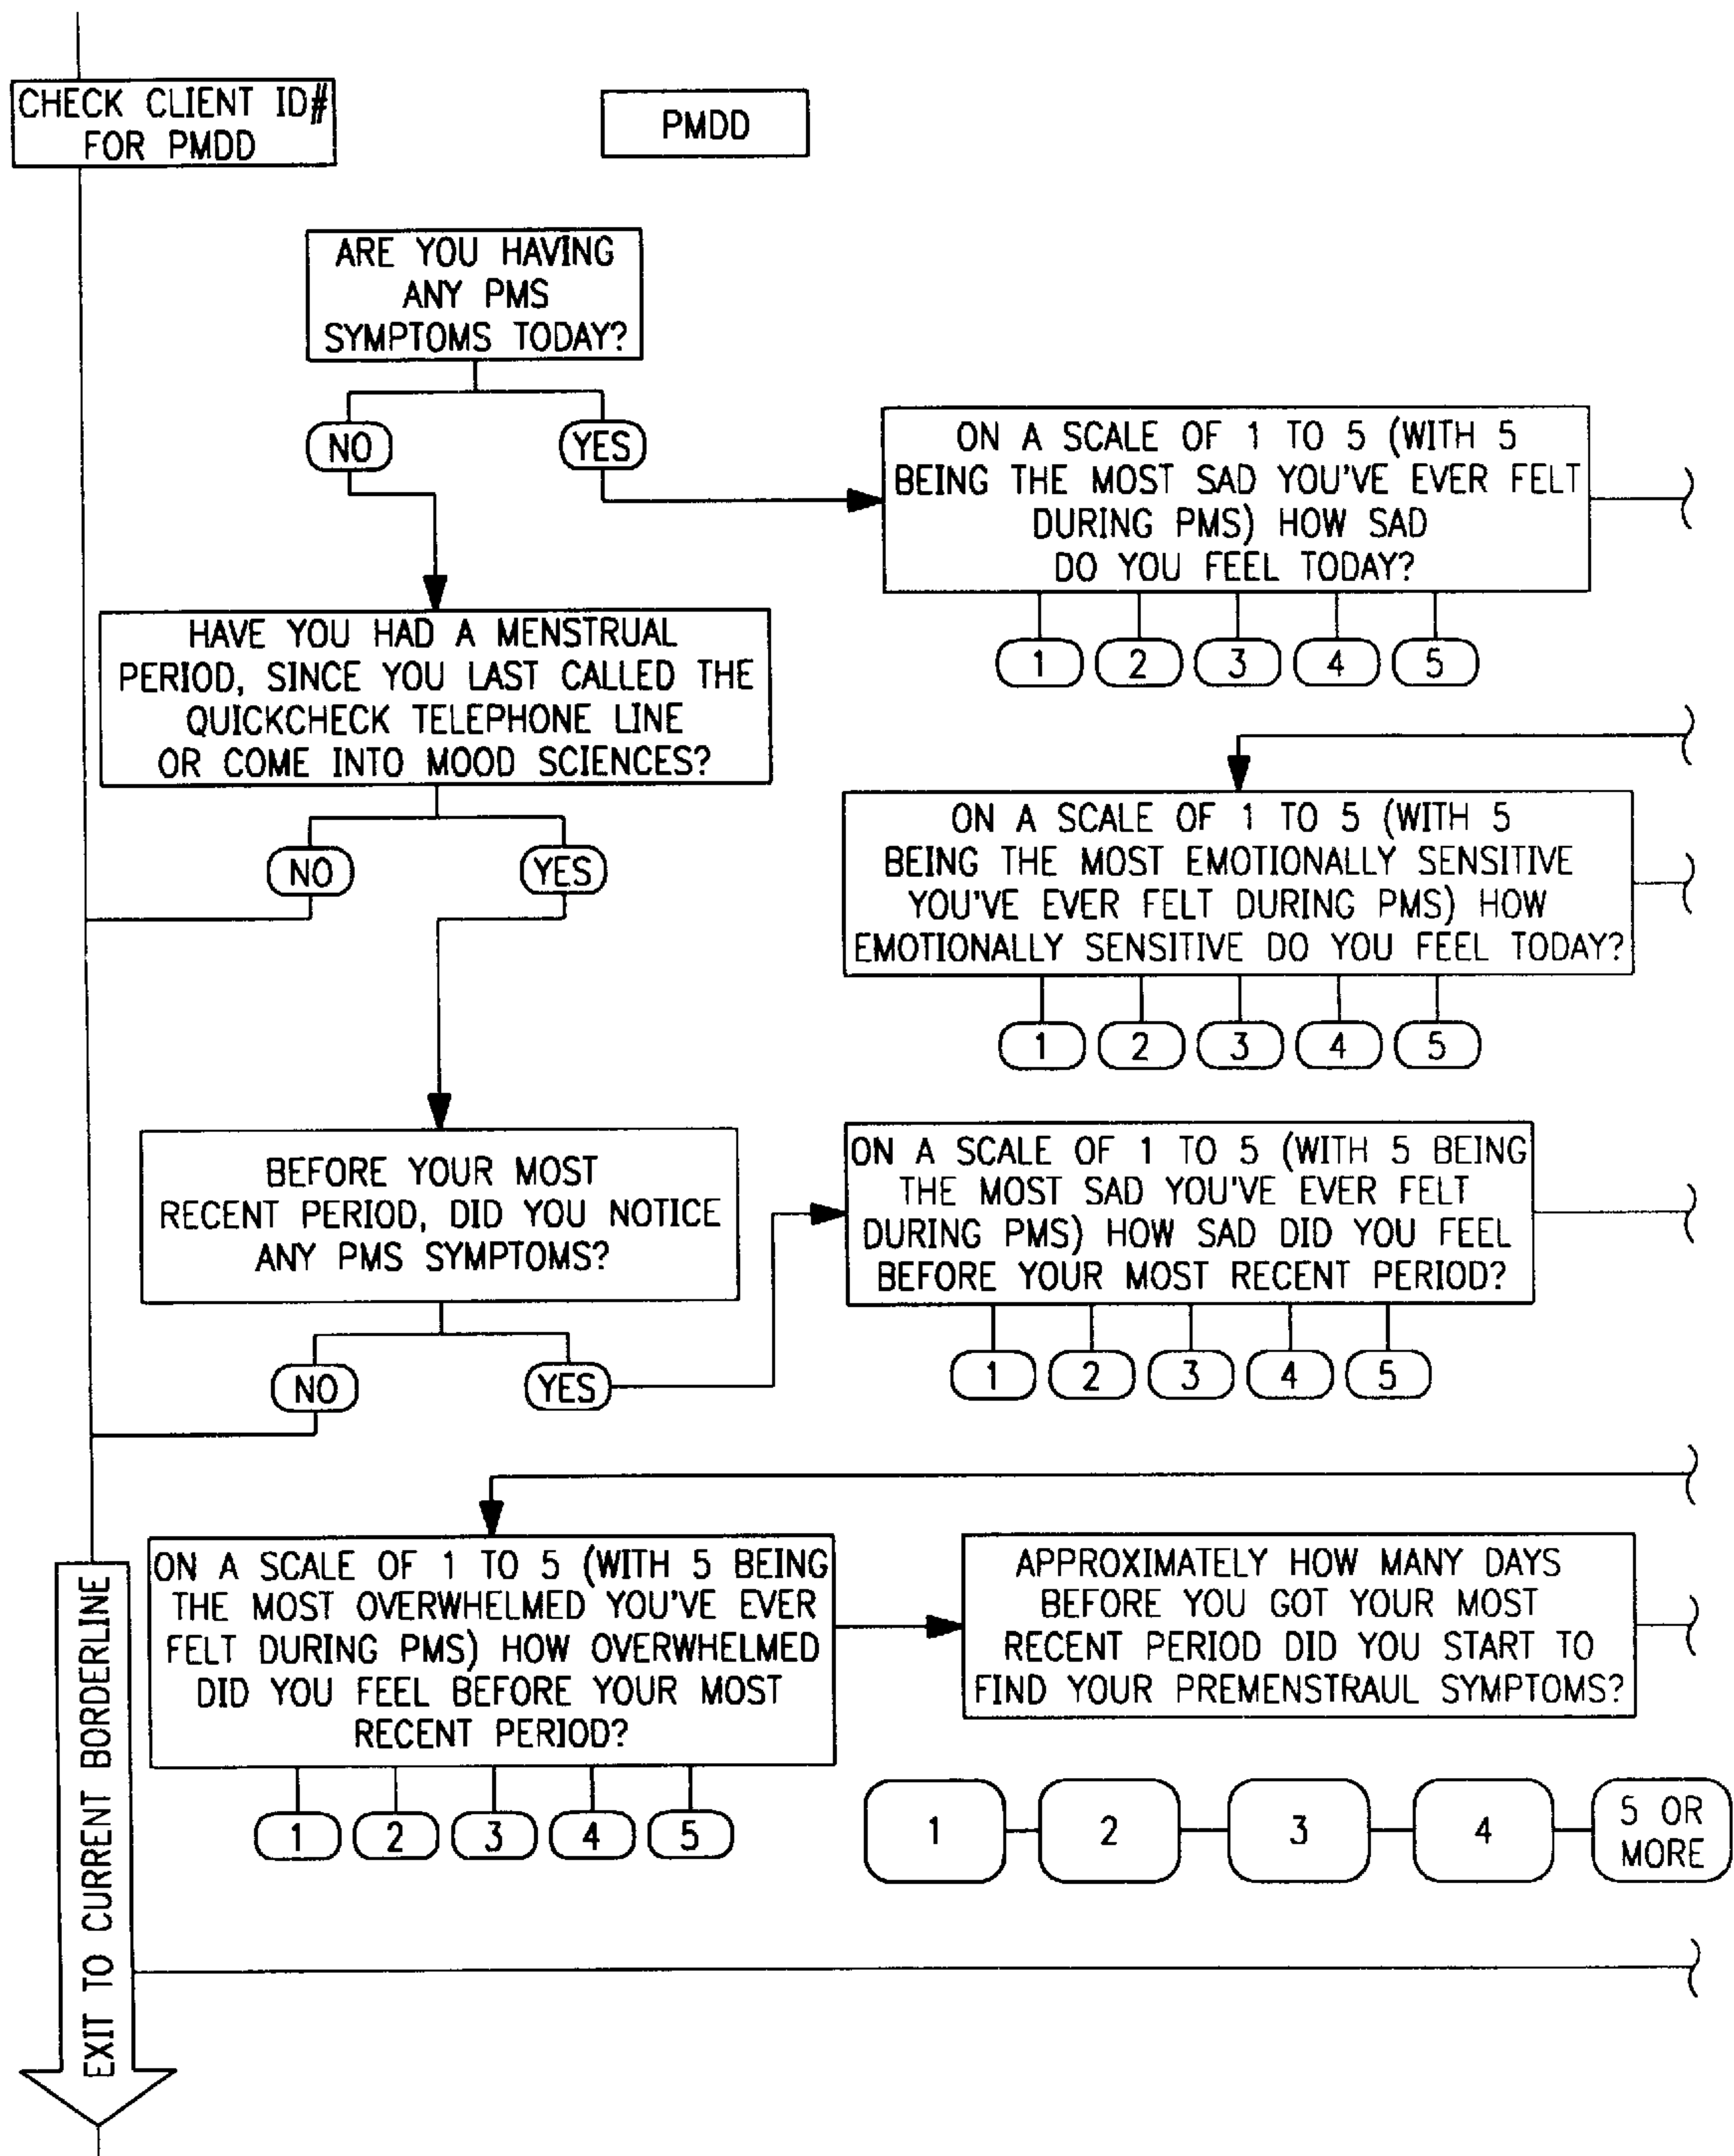 CHECK CLIENT ID#
FOR PMDD
PMDD
ARE YOU HAVING
ANY PMS
SYMPTOMS TODAY?
NO
YES
ON A SCALE OF 1 TO 5 (WITH 5
BEING THE MOST SAD YOU'VE EVER FELT
DURING PMS) HOW SAD
DO YOU FEEL TODAY?
1
2
3
4
5
HAVE YOU HAD A MENSTRUAL
PERIOD, SINCE YOU LAST CALLED THE
QUICKCHECK TELEPHONE LINE
OR COME INTO MOOD SCIENCES?
NO
YES
ON A SCALE OF 1 TO 5 (WITH 5
BEING THE MOST EMOTIONALLY SENSITIVE
YOU'VE EVER FELT DURING PMS) HOW
EMOTIONALLY SENSITIVE DO YOU FEEL TODAY?
1
2
3
4
5
BEFORE YOUR MOST
RECENT PERIOD, DID YOU NOTICE
ANY PMS SYMPTOMS?
NO
YES
ON A SCALE OF 1 TO 5 (WITH 5 BEING
THE MOST SAD YOU'VE EVER FELT
DURING PMS) HOW SAD DID YOU FEEL
BEFORE YOUR MOST RECENT PERIOD?
1
2
3
4
5
ON A SCALE OF 1 TO 5 (WITH 5 BEING
THE MOST OVERWHELMED YOU'VE EVER
FELT DURING PMS) HOW OVERWHELMED
DID YOU FEEL BEFORE YOUR MOST
RECENT PERIOD?
1
2
3
4
5
APPROXIMATELY HOW MANY DAYS
BEFORE YOU GOT YOUR MOST
RECENT PERIOD DID YOU START TO
FIND YOUR PREMENSTRAUL SYMPTOMS?
1
2
3
4
5 OR
MORE
EXIT TO CURRENT BORDERLINE